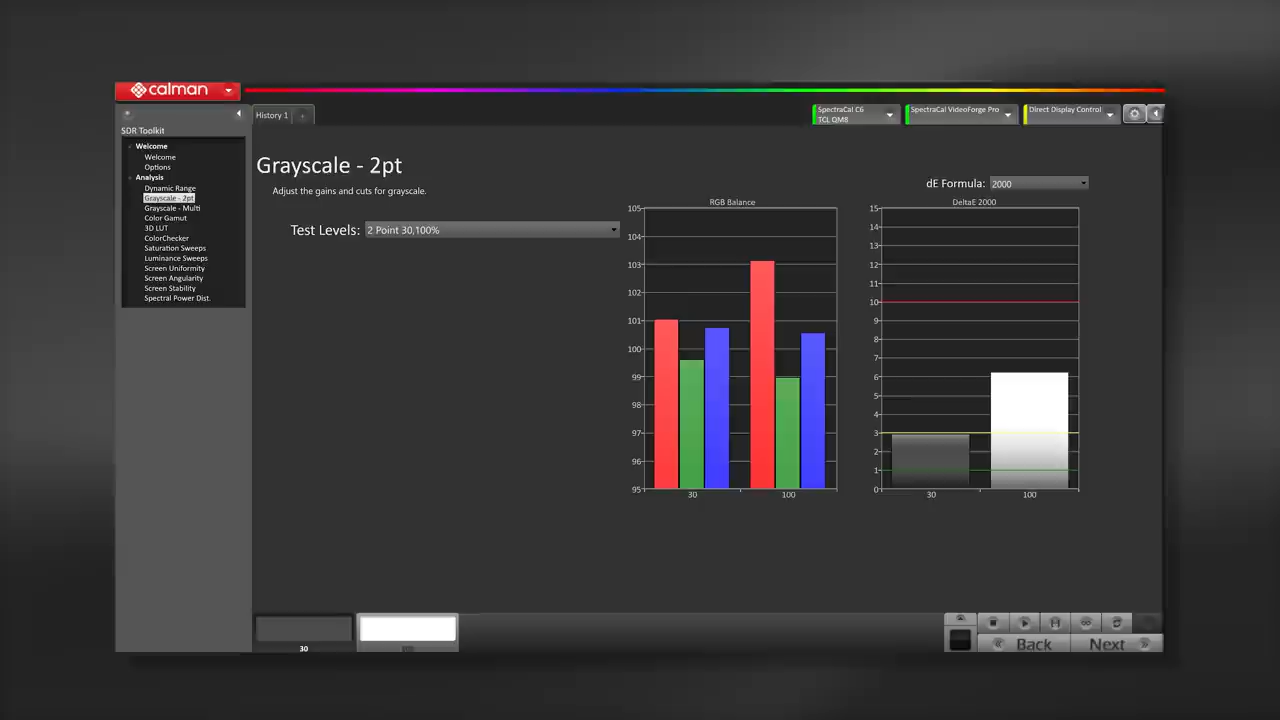 calman
History 1
SpectraCal C6
TCL QM8
SpectraCal VideoForge Pro
Direct Display Control
SDR Toolkit
Welcome
Welcome
Options
Analysis
Dynamic Range
Grayscale - 2pt
Grayscale - Multi
Color Gamut
3D LUT
ColorChecker
Saturation Sweeps
Luminance Sweeps
Screen Uniformity
Screen Angularity
Screen Stability
Spectral Power Dist.
Grayscale - 2pt
Adjust the gains and cuts for grayscale.
Test Levels: 2 Point 30,100%
dE Formula: 2000
RGB Balance
105
104
103
102
101
100
99
98
97
96
95
30 100
DeltaE 2000
15
14
13
12
11
10
9
8
7
6
5
4
3
2
1
0
30 100
30
100
Back Next